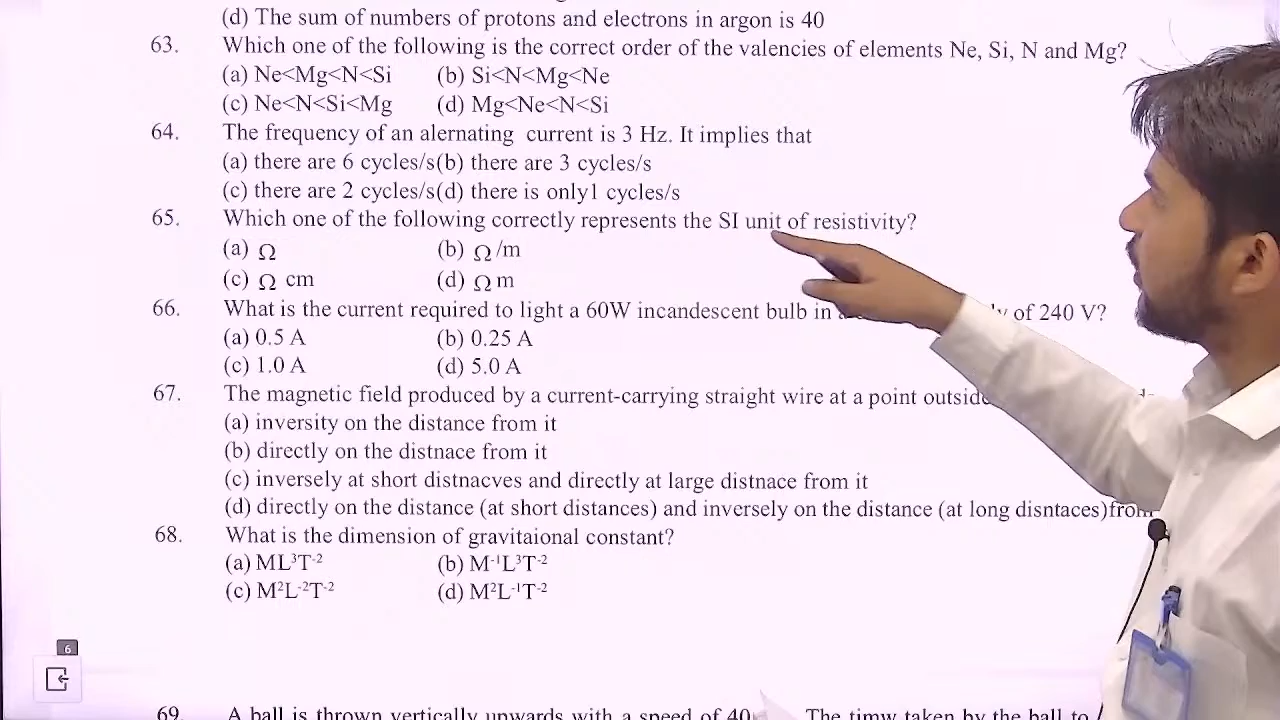 (d) The sum of numbers of protons and electrons in argon is 40
63. Which one of the following is the correct order of the valencies of elements Ne, Si, N and Mg?
(a) Ne<Mg<N<Si (b) Si<N<Mg<Ne
(c) Ne<N<Si<Mg (d) Mg<Ne<N<Si
64. The frequency of an alernating current is 3 Hz. It implies that
(a) there are 6 cycles/s(b) there are 3 cycles/s
(c) there are 2 cycles/s(d) there is only1 cycles/s
65. Which one of the following correctly represents the SI unit of resistivity?
(a) Ω (b) Ω /m
(c) Ω cm (d) Ω m
66. What is the current required to light a 60W incandescent bulb in of 240 V?
(a) 0.5 A (b) 0.25 A
(c) 1.0 A (d) 5.0 A
67. The magnetic field produced by a current-carrying straight wire at a point
(a) inversity on the distance from it
(b) directly on the distnace from it
(c) inversely at short distnacves and directly at large distnace from it
(d) directly on the distance (at short distances) and inversely on the distance (at long disntaces)from
68. What is the dimension of gravitaional constant?
(a) ML³T⁻² (b) M⁻¹L³T⁻²
(c) M²L⁻²T⁻² (d) M²L⁻¹T⁻²
6
69. A ball is thrown vertically upwards with a speed of 40 The timw taken by the ball to